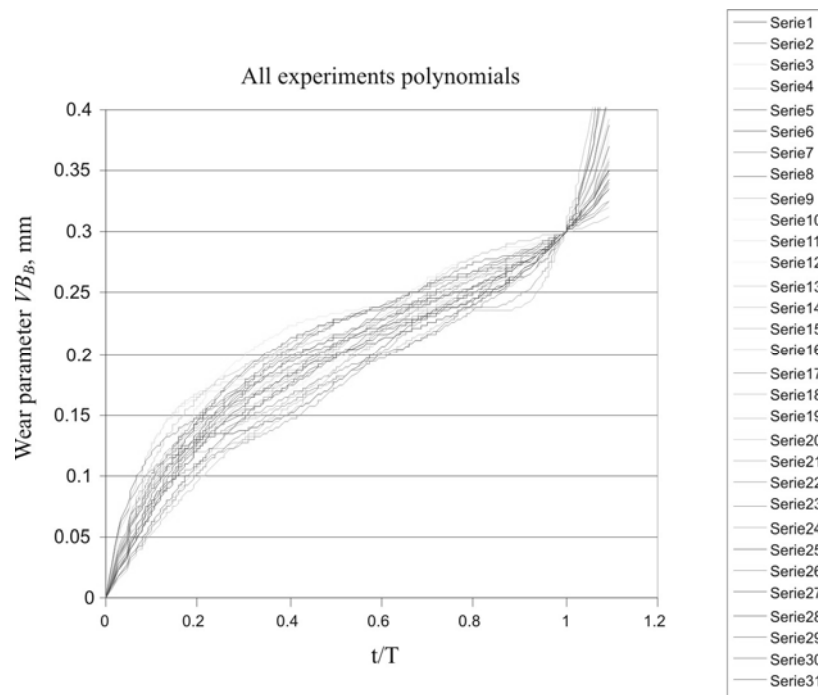 All experiments polynomials
0.4
0.35
0.3
0.25
0.2
0.15
0.1
0.05
0
Wear parameter VB_B, mm
0
0.2
0.4
0.6
0.8
1
1.2
t/T
Serie1
Serie2
Serie3
Serie4
Serie5
Serie6
Serie7
Serie8
Serie9
Serie10
Serie11
Serie12
Serie13
Serie14
Serie15
Serie16
Serie17
Serie18
Serie19
Serie20
Serie21
Serie22
Serie23
Serie24
Serie25
Serie26
Serie27
Serie28
Serie29
Serie30
Serie31